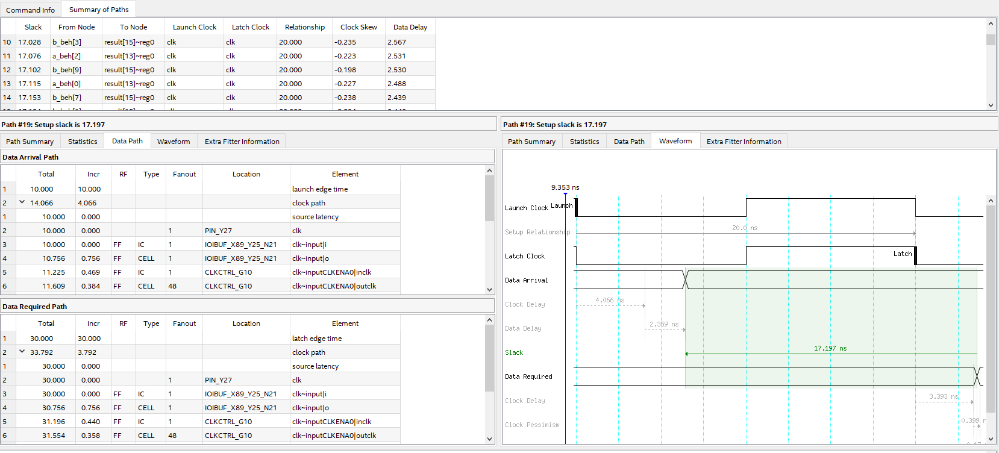 Command Info Summary of Paths
Slack From Node To Node Launch Clock Latch Clock Relationship Clock Skew Data Delay
10 17.028 b_beh[3] result[15]~reg0 clk clk 20.000 -0.235 2.567
11 17.076 a_beh[2] result[13]~reg0 clk clk 20.000 -0.223 2.531
12 17.102 b_beh[9] result[15]~reg0 clk clk 20.000 -0.198 2.530
13 17.115 a_beh[0] result[13]~reg0 clk clk 20.000 -0.227 2.488
14 17.153 b_beh[7] result[15]~reg0 clk clk 20.000 -0.238 2.439
Path #19: Setup slack is 17.197
Path Summary Statistics Data Path Waveform Extra Fitter Information
Data Arrival Path
Total Incr RF Type Fanout Location Element
1 10.000 10.000 launch edge time
2 14.066 4.066 clock path
1 10.000 0.000 source latency
2 10.000 0.000 1 PIN_Y27 clk
3 10.000 0.000 FF IC 1 IOIBUF_X89_Y25_N21 clk~input|i
4 10.756 0.756 FF CELL 1 IOIBUF_X89_Y25_N21 clk~input|o
5 11.225 0.469 FF IC 1 CLKCTRL_G10 clk~inputCLKENA0|inclk
6 11.609 0.384 FF CELL 48 CLKCTRL_G10 clk~inputCLKENA0|outclk
Data Required Path
Total Incr RF Type Fanout Location Element
1 30.000 30.000 latch edge time
2 33.792 3.792 clock path
1 30.000 0.000 source latency
2 30.000 0.000 1 PIN_Y27 clk
3 30.000 0.000 FF IC 1 IOIBUF_X89_Y25_N21 clk~input|i
4 30.756 0.756 FF CELL 1 IOIBUF_X89_Y25_N21 clk~input|o
5 31.196 0.440 FF IC 1 CLKCTRL_G10 clk~inputCLKENA0|inclk
6 31.554 0.358 FF CELL 48 CLKCTRL_G10 clk~inputCLKENA0|outclk
Path #19: Setup slack is 17.197
Path Summary Statistics Data Path Waveform Extra Fitter Information
9.353 ns
Launch Clock Launch
Setup Relationship 20.0 ns
Latch Clock Latch
Data Arrival
Clock Delay 4.066 ns
Data Delay 2.359 ns
Slack 17.197 ns
Data Required
Clock Delay 3.393 ns
Clock Pessimism 0.399